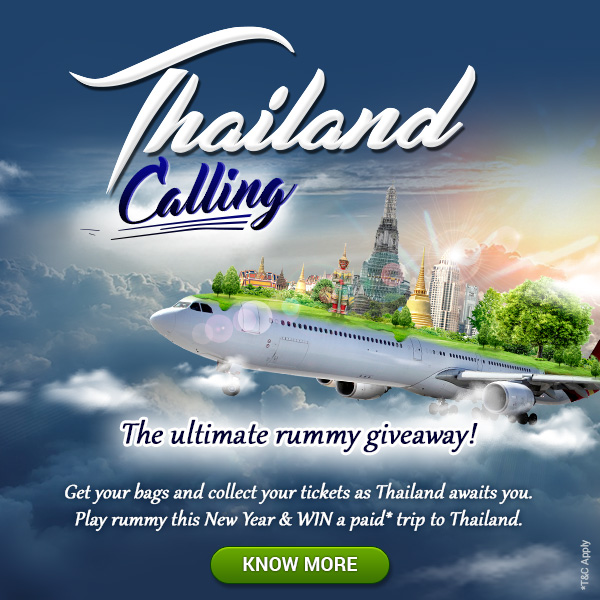 Thailand
Calling
The ultimate rummy giveaway!
Get your bags and collect your tickets as Thailand awaits you.
Play rummy this New Year & WIN a paid* trip to Thailand.
KNOW MORE
*T&C Apply